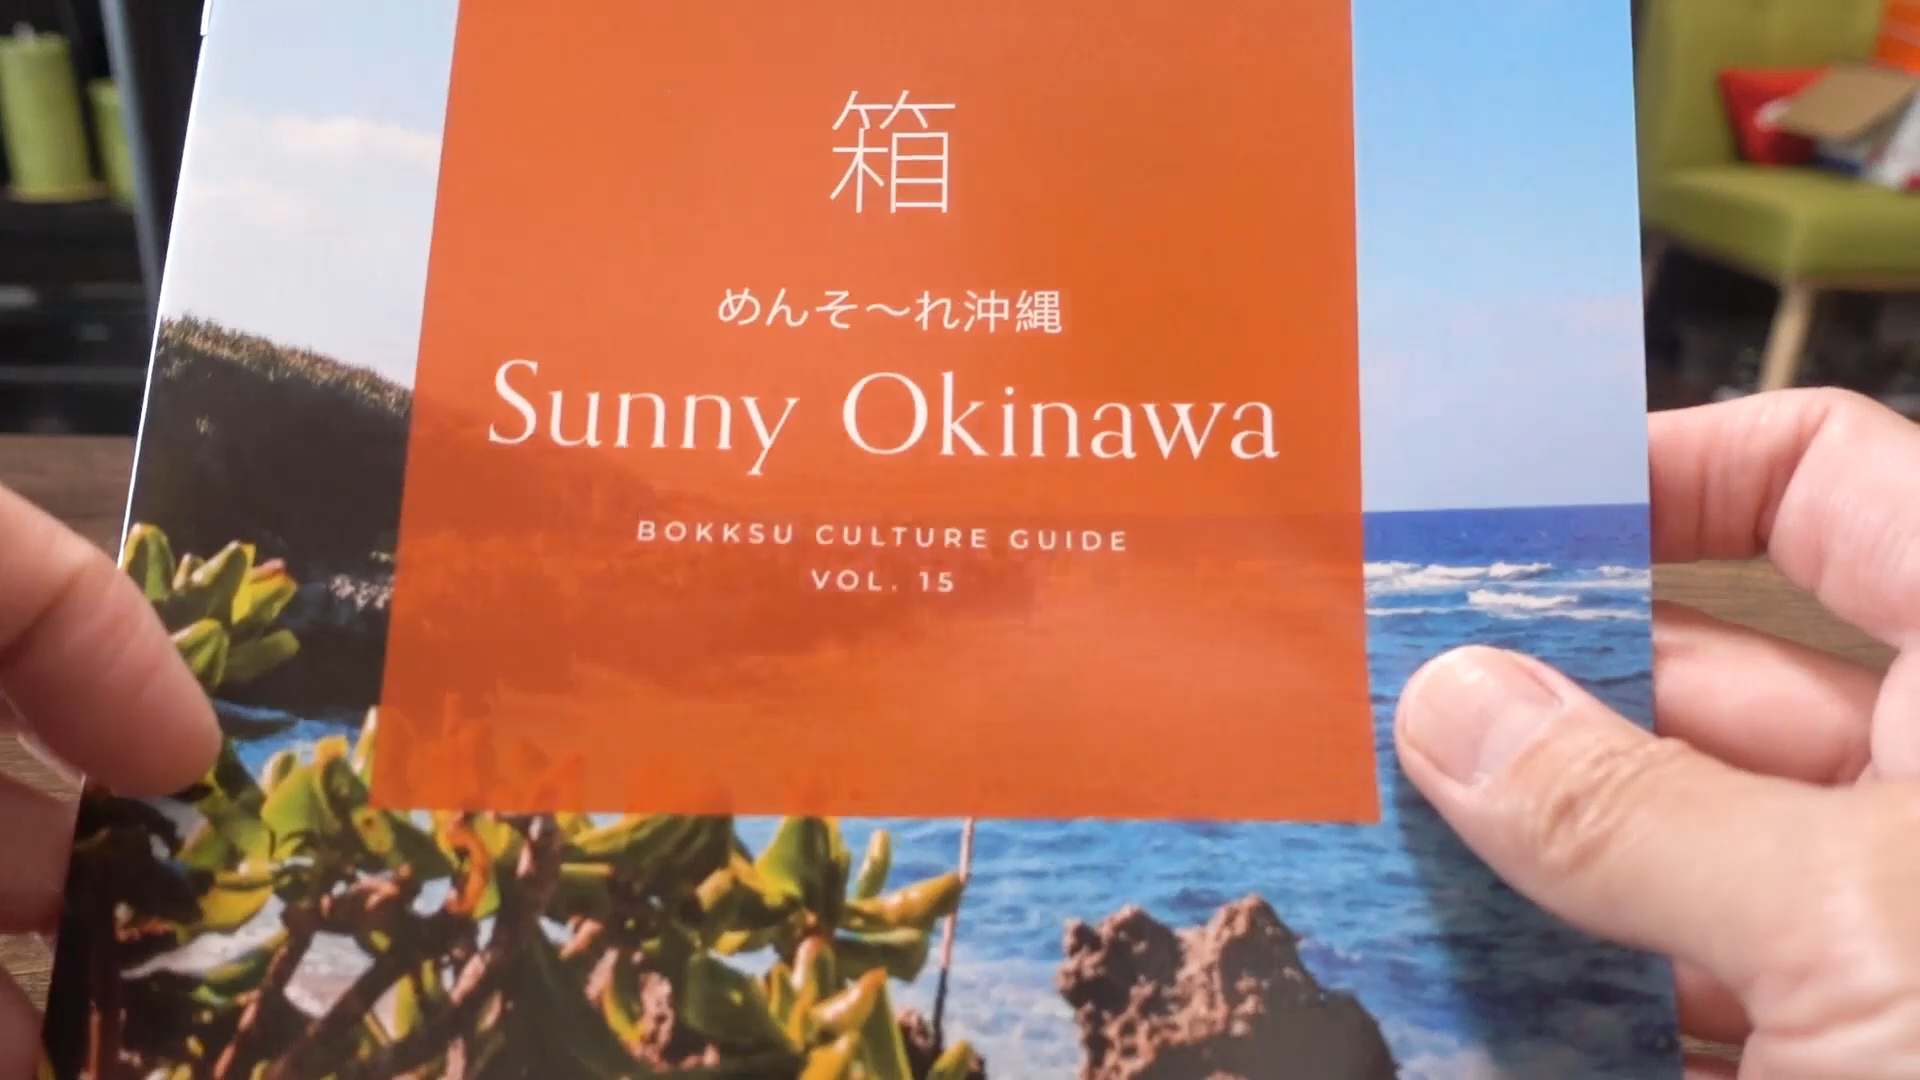 箱
めんそ～れ沖縄
Sunny Okinawa
BOKKSU CULTURE GUIDE
VOL. 15